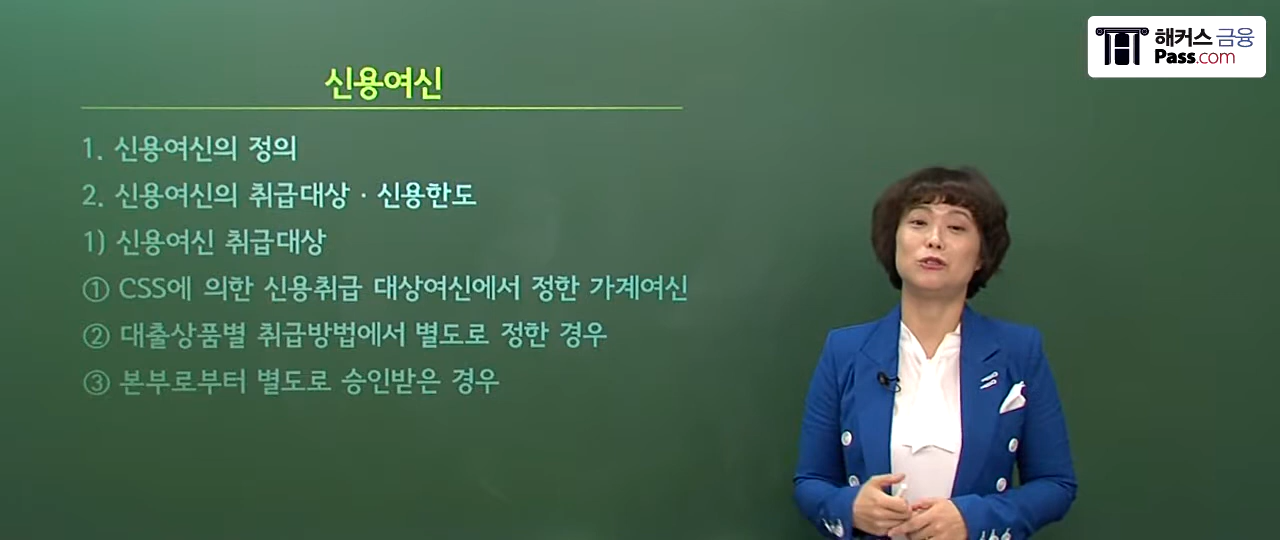 해커스 금융
Pass.com
신용여신
1. 신용여신의 정의
2. 신용여신의 취급대상 · 신용한도
1) 신용여신 취급대상
① CSS에 의한 신용취급 대상여신에서 정한 가계여신
② 대출상품별 취급방법에서 별도로 정한 경우
③ 본부로부터 별도로 승인받은 경우